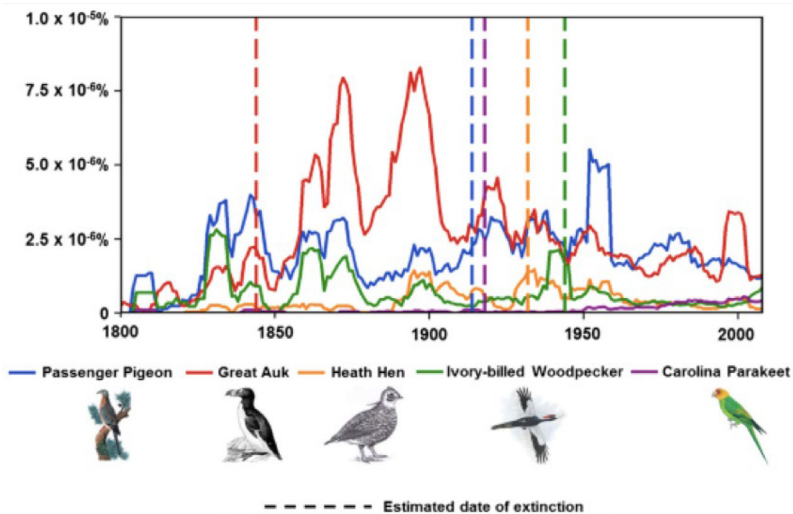 1.0 x 10-5%
7.5 x 10-6%
5.0 x 10-6%
2.5 x 10-6%
0
1800 1850 1900 1950 2000
Passenger Pigeon Great Auk Heath Hen Ivory-billed Woodpecker Carolina Parakeet
Estimated date of extinction